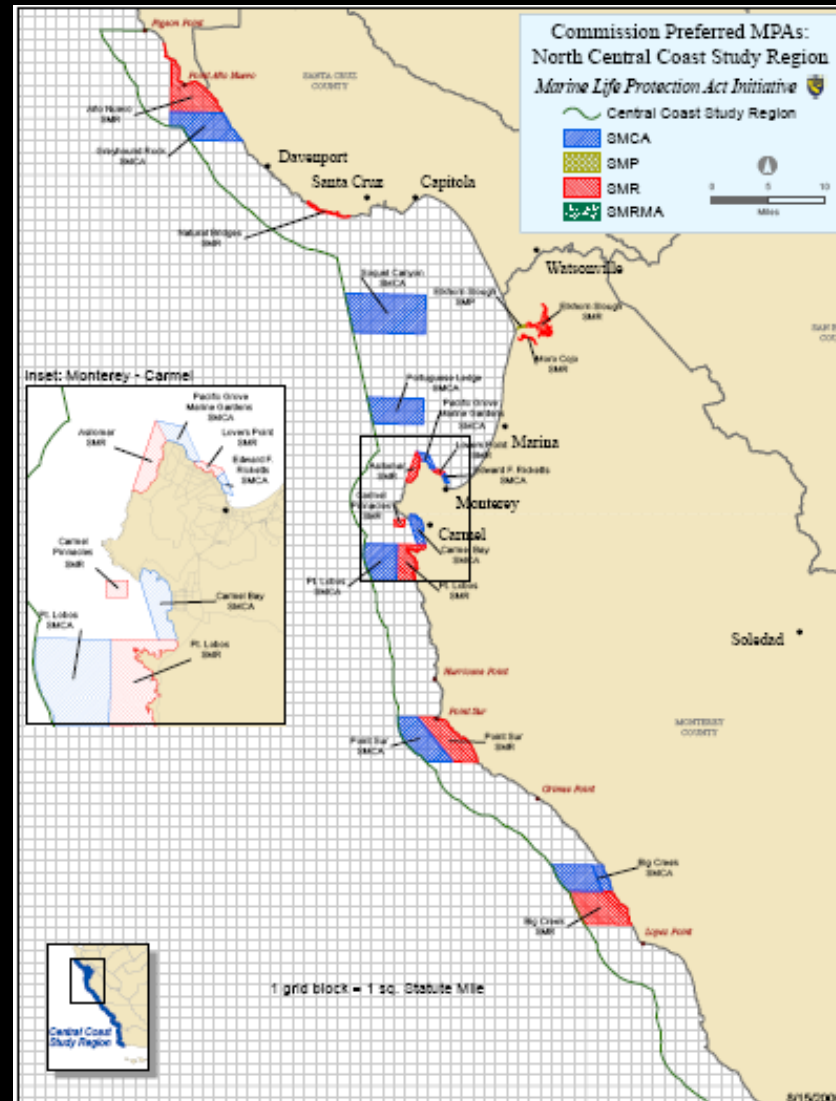 Commission Preferred MPAs:
North Central Coast Study Region
Marine Life Protection Act Initiative
Central Coast Study Region
SMCA
SMP
SMR
SMRMA
0 5 10
Miles
Pigeon Point
Point Año Nuevo
SANTA CRUZ
COUNTY
Año Nuevo
SMR
Greyhound Rock
SMCA
Davenport
Santa Cruz
Capitola
Natural Bridges
SMR
Watsonville
Soquel Canyon
SMCA
Elkhorn Slough
SMP
Elkhorn Slough
SMR
Moro Cojo
SMR
Portuguese Ledge
SMCA
Pacific Grove
Marine Gardens
SMCA
Marina
Lovers Point
SMR
Asilomar
SMR
Edward F. Ricketts
SMCA
Monterey
Carmel
Pinnacles
SMR
Carmel
Carmel Bay
SMCA
Pt. Lobos
SMCA
Pt. Lobos
SMR
Inset: Monterey - Carmel
Pacific Grove
Marine Gardens
SMCA
Asilomar
SMR
Lovers Point
SMR
Edward F.
Ricketts
SMCA
Carmel
Pinnacles
SMR
Carmel Bay
SMCA
Pt. Lobos
SMCA
Pt. Lobos
SMR
Soledad
Hurricane Point
MONTEREY
COUNTY
Point Sur
Point Sur
SMCA
Point Sur
SMR
Grimes Point
Big Creek
SMCA
Big Creek
SMR
Lopez Point
1 grid block = 1 sq. Statute Mile
Central Coast
Study Region